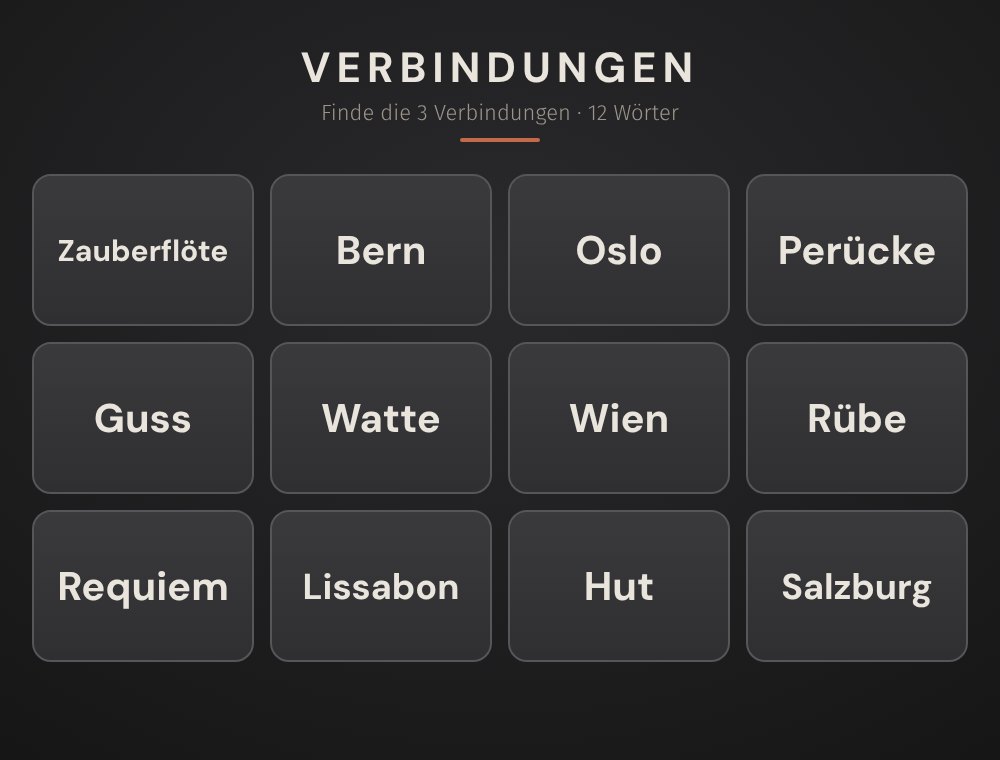 VERBINDUNGEN
Finde die 3 Verbindungen · 12 Wörter
Zauberflöte
Bern
Oslo
Perücke
Guss
Watte
Wien
Rübe
Requiem
Lissabon
Hut
Salzburg